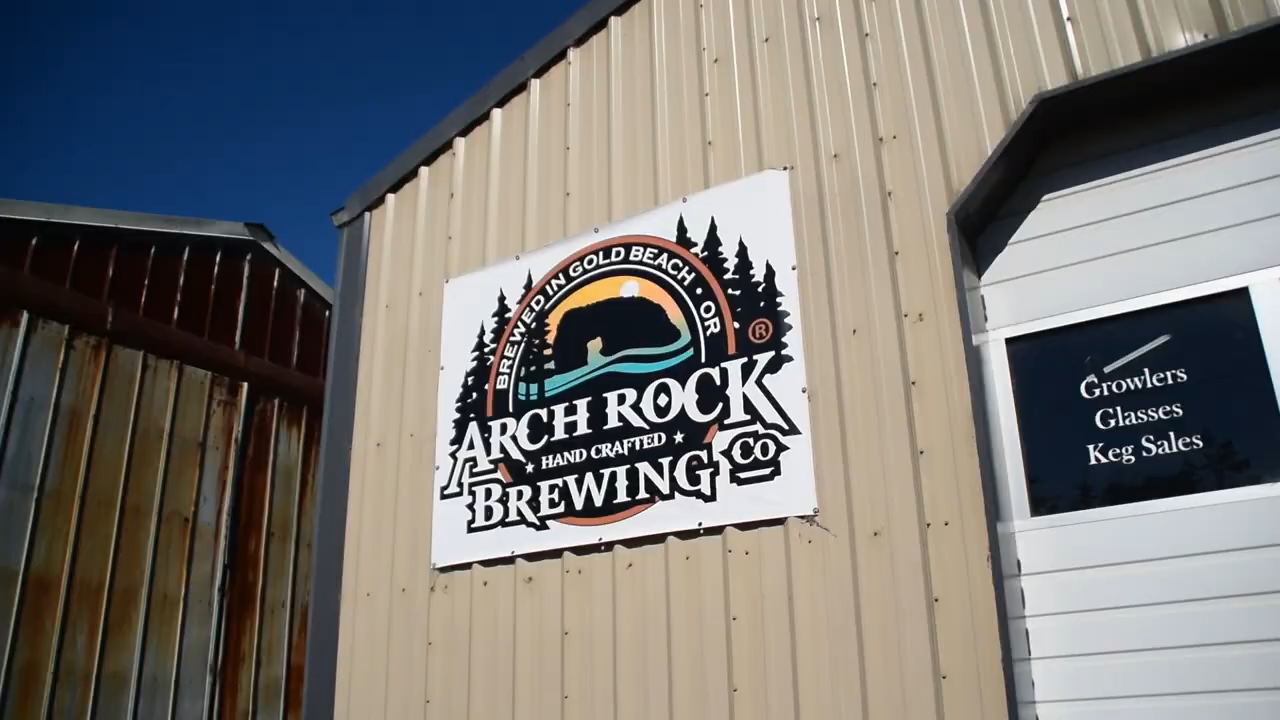 BREWED IN GOLD BEACH · OR
®
ARCH ROCK
★ HAND CRAFTED ★
BREWING CO
Growlers
Glasses
Keg Sales